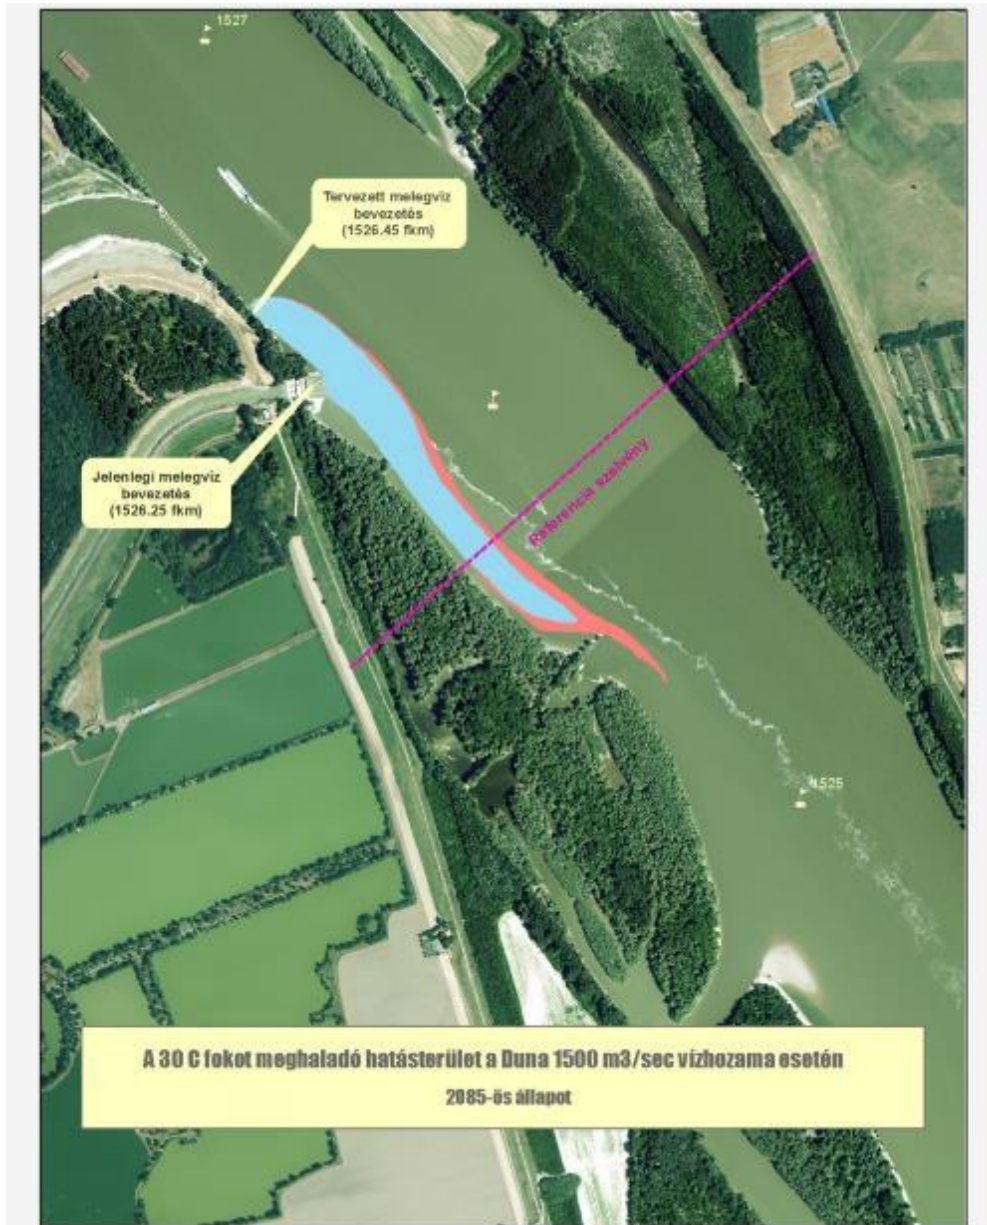 1527
Tervezett melegvíz
bevezetés
(1526.45 fkm)
Jelenlegi melegvíz
bevezetés
(1526.25 fkm)
Referencia szelvény
1525
A 30 C fokot meghaladó hatásterület a Duna 1500 m3/sec vízhozama esetén
2085-ös állapot